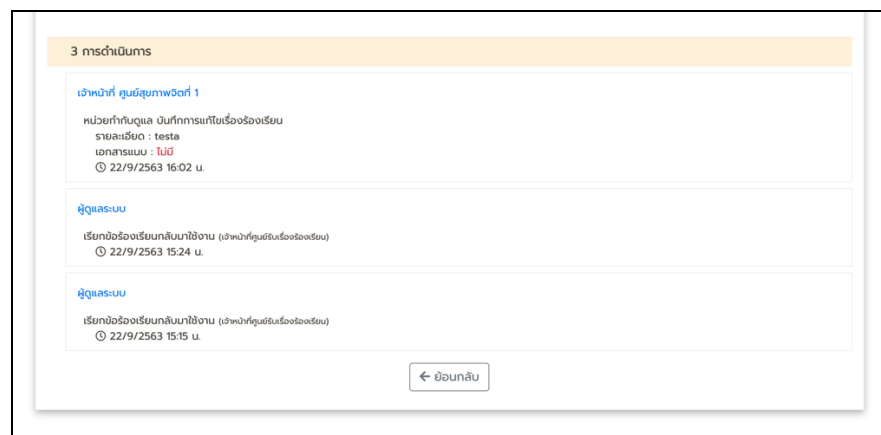 3 การดำเนินการ
เจ้าหน้าที่ ศูนย์สุขภาพจิตที่ 1
หน่วยกำกับดูแล บันทึกการแก้ไขเรื่องร้องเรียน
รายละเอียด : testa
เอกสารแนบ : ไม่มี
22/9/2563 16:02 น.
ผู้ดูแลระบบ
เรียกข้อร้องเรียนกลับมาใช้งาน (เจ้าหน้าที่ศูนย์รับเรื่องร้องเรียน)
22/9/2563 15:24 น.
ผู้ดูแลระบบ
เรียกข้อร้องเรียนกลับมาใช้งาน (เจ้าหน้าที่ศูนย์รับเรื่องร้องเรียน)
22/9/2563 15:15 น.
← ย้อนกลับ